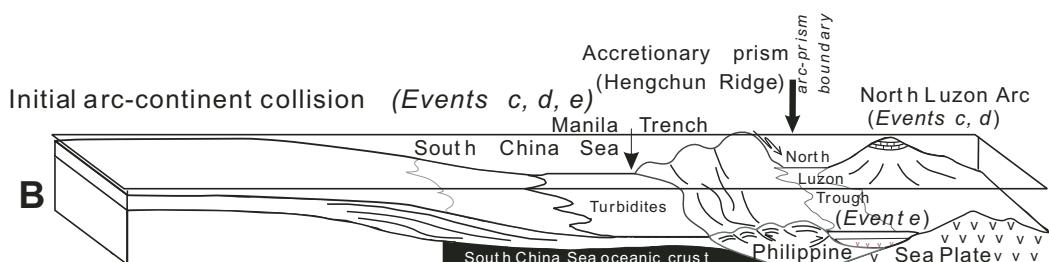 Accretionary prism
(Hengchun Ridge)
arc-prism
boundary
Initial arc-continent collision (Events c, d, e)
North Luzon Arc
(Events c, d)
Manila Trench
South China Sea
North
Luzon
Trough
(Event e)
B
Turbidites
Philippine Sea Plate
South China Sea oceanic crust